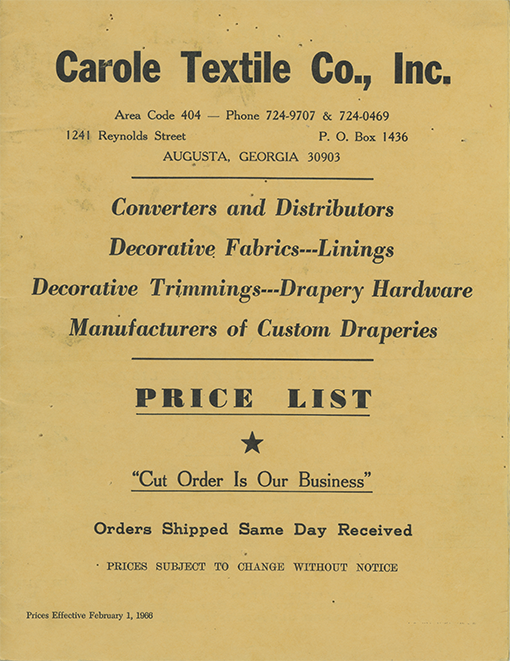 Carole Textile Co., Inc.
Area Code 404 — Phone 724-9707 & 724-0469
1241 Reynolds Street P. O. Box 1436
AUGUSTA, GEORGIA 30903
Converters and Distributors
Decorative Fabrics---Linings
Decorative Trimmings---Drapery Hardware
Manufacturers of Custom Draperies
PRICE LIST
"Cut Order Is Our Business"
Orders Shipped Same Day Received
PRICES SUBJECT TO CHANGE WITHOUT NOTICE
Prices Effective February 1, 1966